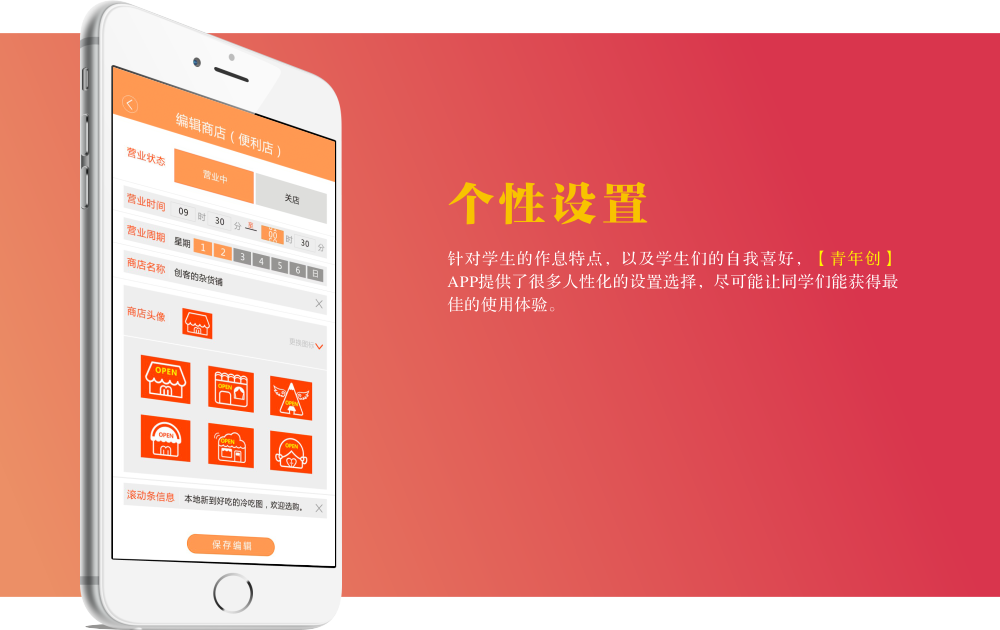 编辑商店（便利店）
营业状态 营业中 关店
营业时间 09 时 30 分 至 时 30 分
营业周期 星期 1 2 3 4 5 6 日
商店名称 创客的杂货铺
商店头像
OPEN OPEN OPEN
OPEN OPEN OPEN
滚动条信息 本地新到好吃的冷吃图，欢迎选购。
保存编辑
个性设置
针对学生的作息特点，以及学生们的自我喜好，【青年创】
APP提供了很多人性化的设置选择，尽可能让同学们能获得最
佳的使用体验。